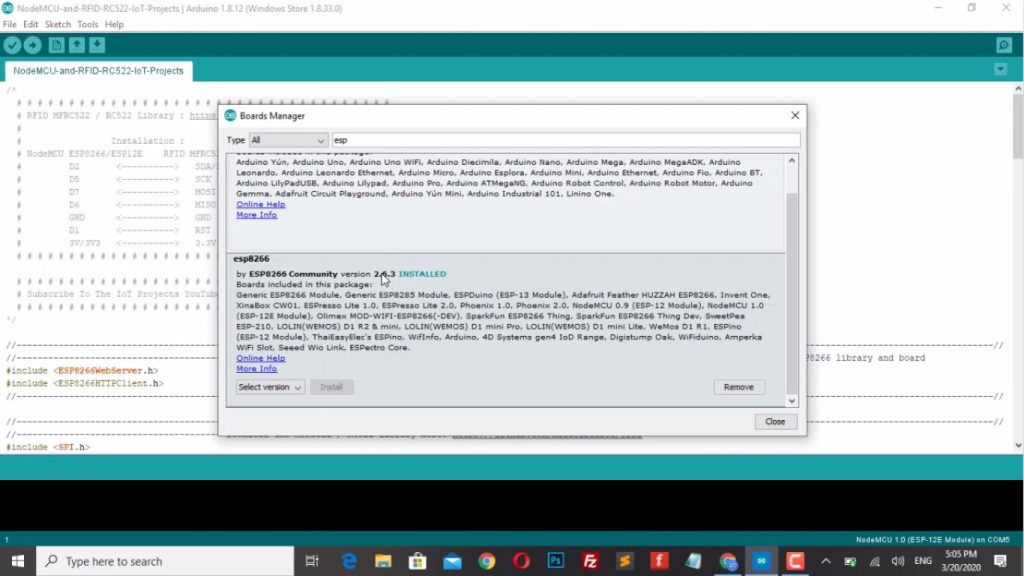 NodeMCU-and-RFID-RC522-IoT-Projects | Arduino 1.8.12 (Windows Store 1.8.33.0)
File Edit Sketch Tools Help
NodeMCU-and-RFID-RC522-IoT-Projects
/*
# # # # # # # # # # # # # # # # # # # # # # # # # # #
# RFID MFRC522 / RC522 Library : https
#
# Installation :
# NodeMCU ESP8266/ESP12E RFID MFRC5
# D2 <----------> SDA/
# D5 <----------> SCK
# D7 <----------> MOSI
# D6 <----------> MISO
# GND <----------> GND
# D1 <----------> RST
# 3V/3V3 <----------> 3.3V
# Subscribe To The IoT Projects YouTube
*/
Boards Manager
Type All esp
Arduino Yún, Arduino Uno, Arduino Uno WiFi, Arduino Diecimila, Arduino Nano, Arduino Mega, Arduino MegaADK, Arduino
Leonardo, Arduino Leonardo Ethernet, Arduino Micro, Arduino Esplora, Arduino Mini, Arduino Ethernet, Arduino Fio, Arduino BT,
Arduino LilyPadUSB, Arduino Lilypad, Arduino Pro, Arduino ATMegaNG, Arduino Robot Control, Arduino Robot Motor, Arduino
Gemma, Adafruit Circuit Playground, Arduino Yún Mini, Arduino Industrial 101, Linino One.
Online Help
More Info
esp8266
by ESP8266 Community version 2.6.3 INSTALLED
Boards included in this package:
Generic ESP8266 Module, Generic ESP8285 Module, ESPDuino (ESP-13 Module), Adafruit Feather HUZZAH ESP8266, Invent One,
XinaBox CW01, ESPresso Lite 1.0, ESPresso Lite 2.0, Phoenix 1.0, Phoenix 2.0, NodeMCU 0.9 (ESP-12 Module), NodeMCU 1.0
(ESP-12E Module), Olimex MOD-WIFI-ESP8266(-DEV), SparkFun ESP8266 Thing, SparkFun ESP8266 Thing Dev, SweetPea
ESP-210, LOLIN(WEMOS) D1 R2 & mini, LOLIN(WEMOS) D1 mini Pro, LOLIN(WEMOS) D1 mini Lite, WeMos D1 R1, ESPino
(ESP-12 Module), ThaiEasyElec's ESPino, WifInfo, Arduino, 4D Systems gen4 IoD Range, Digistump Oak, WiFiduino, Amperka
WiFi Slot, Seeed Wio Link, ESPectro Core.
Online Help
More Info
Select version Install Remove
Close
P8266 library and board
#include <ESP8266WebServer.h>
#include <ESP8266HTTPClient.h>
#include <SPI.h>
1 NodeMCU 1.0 (ESP-12E Module) on COM5
Type here to search
ENG
5:05 PM
3/20/2020